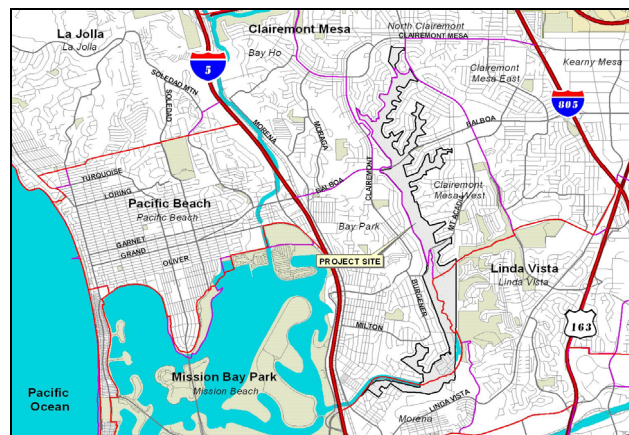 La Jolla
La Jolla
Clairemont Mesa
Bay Ho
North Clairemont
CLAIREMONT MESA
Clairemont
Mesa East
Kearny Mesa
5
805
SOLEDAD MTN
SOLEDAD
MORENA
MORAGA
BALBOA
BALBOA
CLAIREMONT
TURQUOISE
LORING
Pacific Beach
Pacific Beach
GARNET
GRAND
OLIVER
Bay Park
Clairemont
Mesa West
MT ACADIA
PROJECT SITE
Linda Vista
Linda Vista
BURGENER
MILTON
163
Mission Bay Park
Mission Beach
Pacific
Ocean
LINDA VISTA
Morena